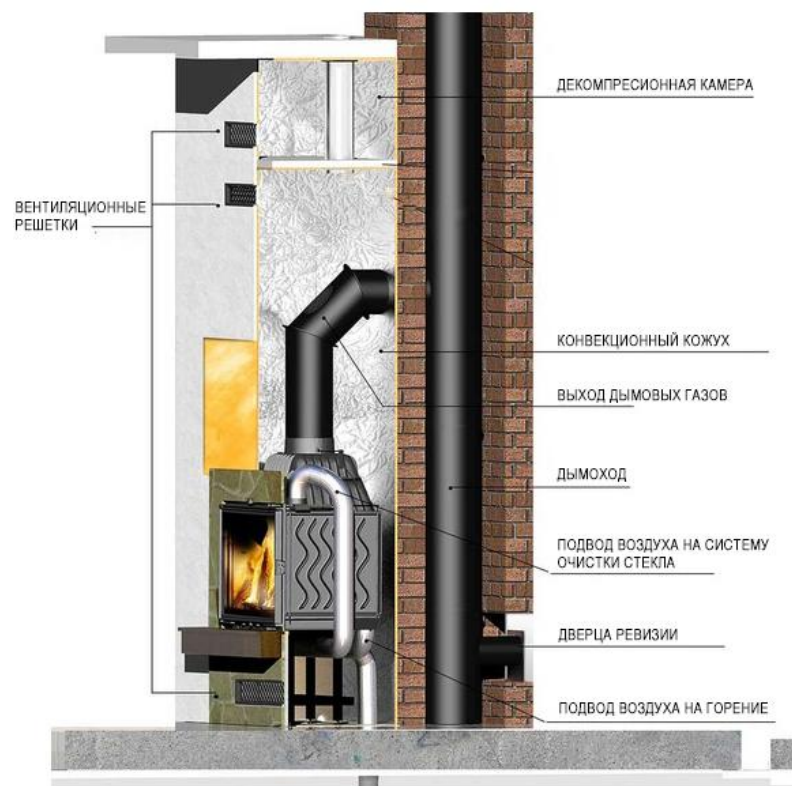 ДЕКОМПРЕСИОННАЯ КАМЕРА
ВЕНТИЛЯЦИОННЫЕ
РЕШЕТКИ
КОНВЕКЦИОННЫЙ КОЖУХ
ВЫХОД ДЫМОВЫХ ГАЗОВ
ДЫМОХОД
ПОДВОД ВОЗДУХА НА СИСТЕМУ
ОЧИСТКИ СТЕКЛА
ДВЕРЦА РЕВИЗИИ
ПОДВОД ВОЗДУХА НА ГОРЕНИЕ